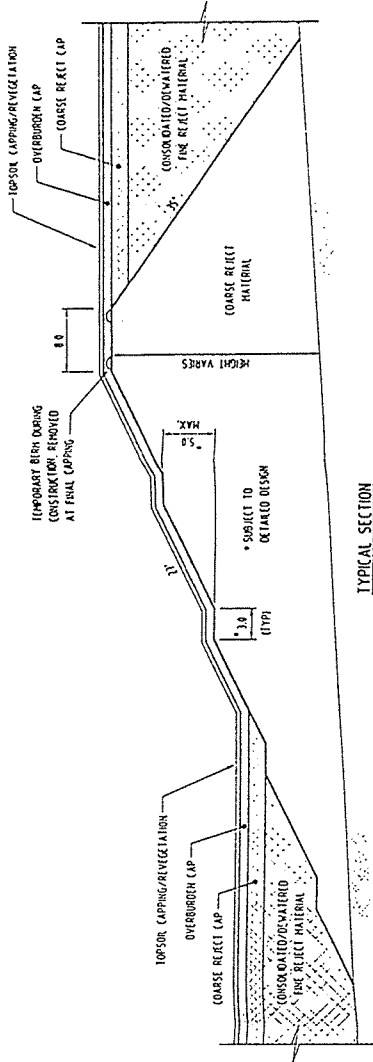 TOPSOIL CAPPING/REVEGETATION
OVERBURDEN CAP
COARSE REJECT CAP
CONSOLIDATED/DEWATERED
FINE REJECT MATERIAL
8.0
TEMPORARY BERM DURING
CONSTRUCTION REMOVED
AT FINAL CAPPING
35°
COARSE REJECT
MATERIAL
HEIGHT VARIES
*5.0
MAX.
* SUBJECT TO
DETAILED DESIGN
*3.0
(TYP)
TOPSOIL CAPPING/REVEGETATION
OVERBURDEN CAP
COARSE REJECT CAP
CONSOLIDATED/DEWATERED
FINE REJECT MATERIAL
TYPICAL SECTION